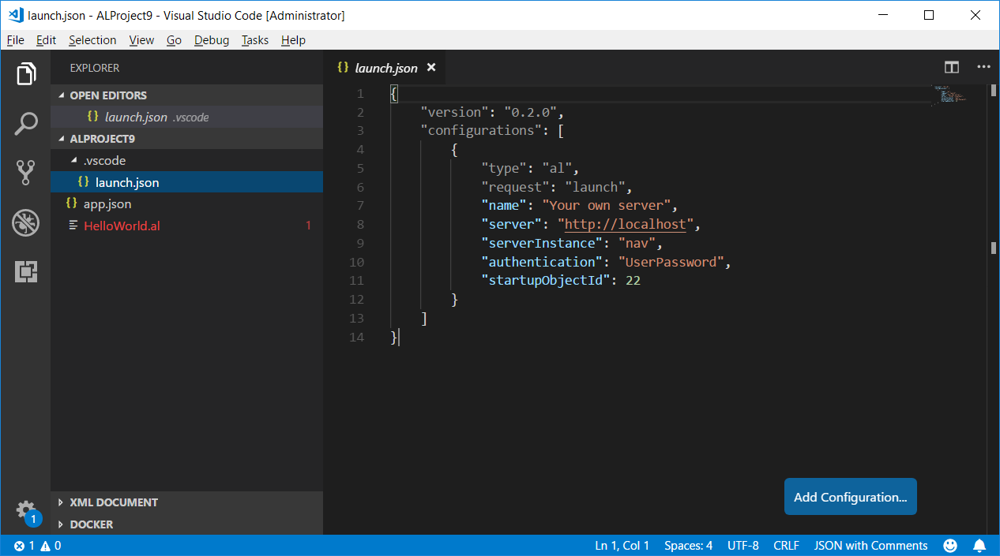 launch.json - ALProject9 - Visual Studio Code [Administrator]
File Edit Selection View Go Debug Tasks Help
EXPLORER
OPEN EDITORS
{} launch.json .vscode
ALPROJECT9
.vscode
{} launch.json
{} app.json
HelloWorld.al 1
XML DOCUMENT
DOCKER
1
{} launch.json
1 {
2     "version": "0.2.0",
3     "configurations": [
4         {
5             "type": "al",
6             "request": "launch",
7             "name": "Your own server",
8             "server": "http://localhost",
9             "serverInstance": "nav",
10             "authentication": "UserPassword",
11             "startupObjectId": 22
12         }
13     ]
14 }
Add Configuration...
1 0 Ln 1, Col 1 Spaces: 4 UTF-8 CRLF JSON with Comments